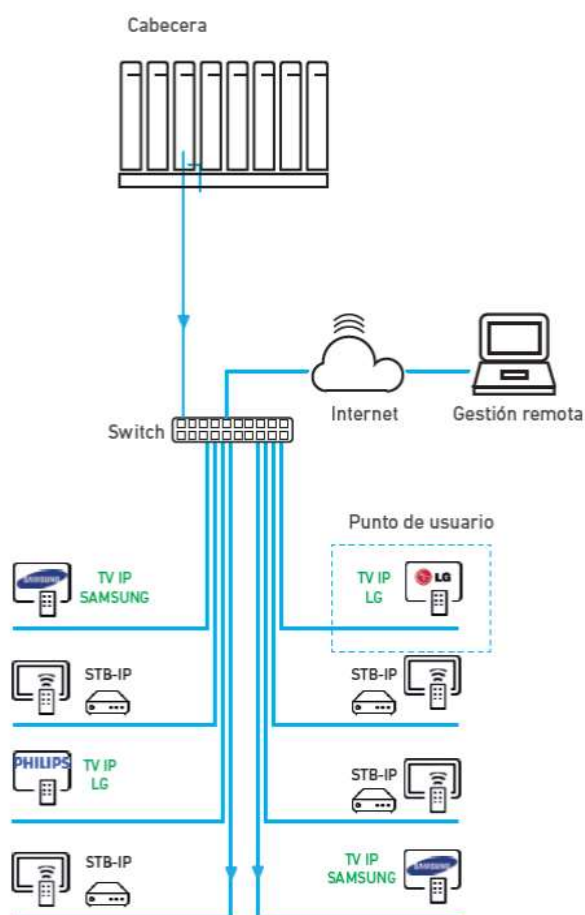 Cabecera
Internet
Gestión remota
Switch
Punto de usuario
SAMSUNG
TV IP
SAMSUNG
TV IP
LG
LG
STB-IP
STB-IP
PHILIPS
TV IP
LG
STB-IP
STB-IP
TV IP
SAMSUNG
SAMSUNG